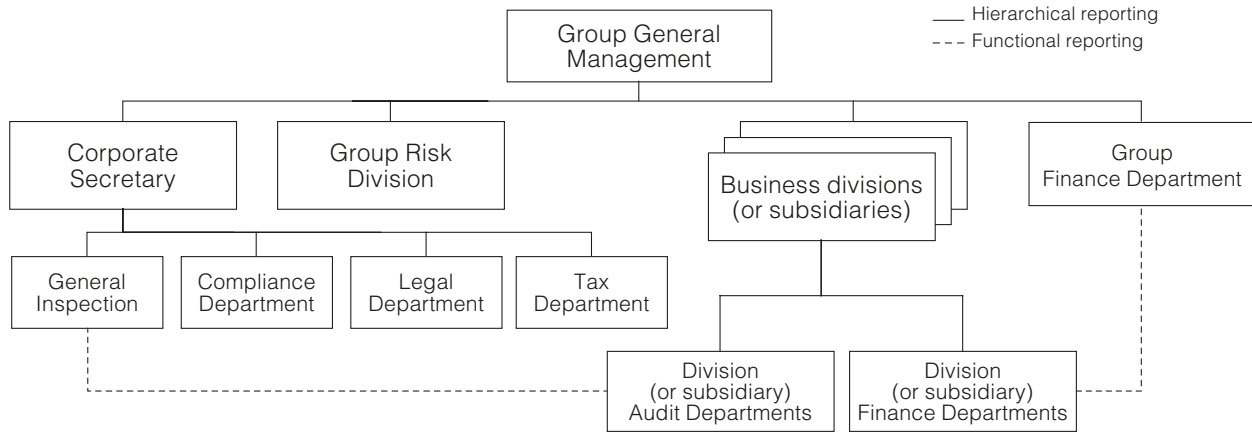 Group General
Management
Hierarchical reporting
Functional reporting
Corporate
Secretary
Group Risk
Division
Business divisions
(or subsidiaries)
Group
Finance Department
General
Inspection
Compliance
Department
Legal
Department
Tax
Department
Division
(or subsidiary)
Audit Departments
Division
(or subsidiary)
Finance Departments